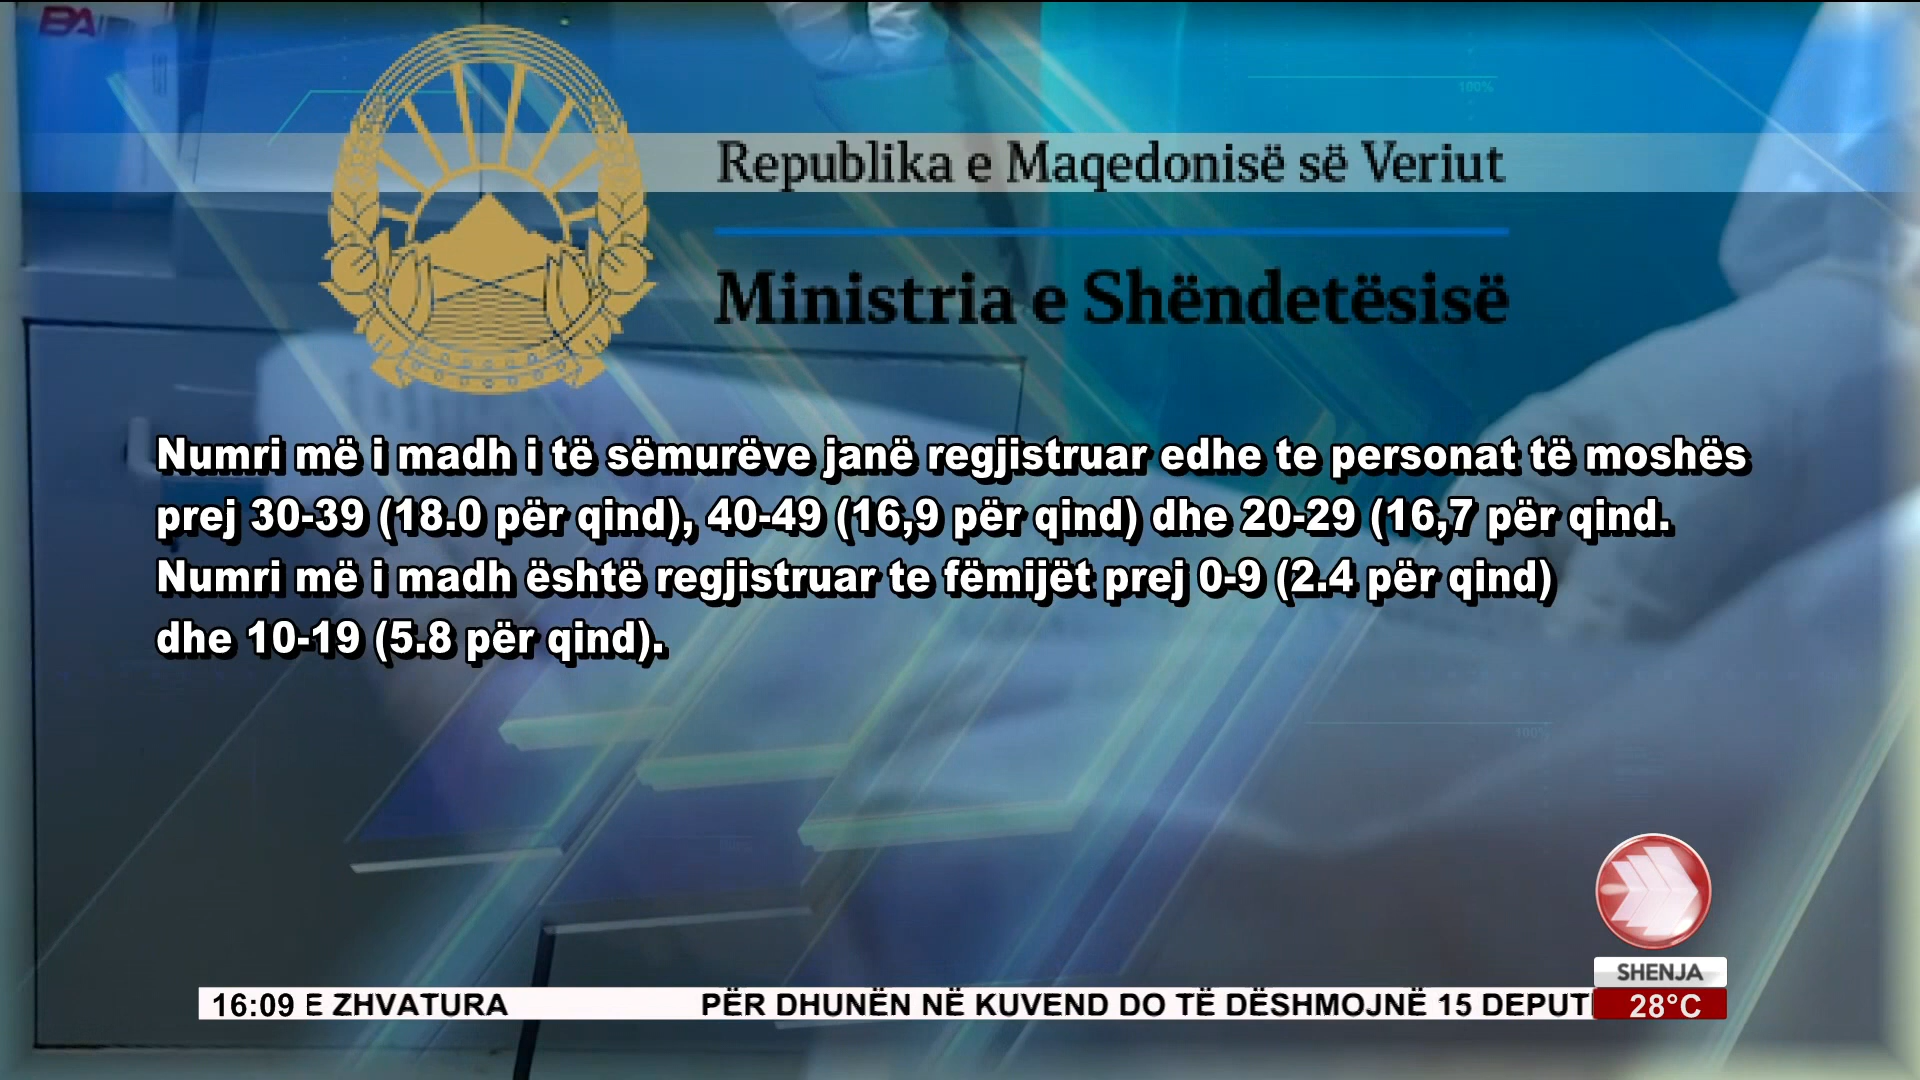 Republika e Maqedonisë së Veriut
Ministria e Shëndetësisë
Numri më i madh i të sëmurëve janë regjistruar edhe te personat të moshës
prej 30-39 (18.0 për qind), 40-49 (16,9 për qind) dhe 20-29 (16,7 për qind.
Numri më i madh është regjistruar te fëmijët prej 0-9 (2.4 për qind)
dhe 10-19 (5.8 për qind).
100%
100%
SHENJA
16:09 E ZHVATURA PËR DHUNËN NË KUVEND DO TË DËSHMOJNË 15 DEPUT
28°C